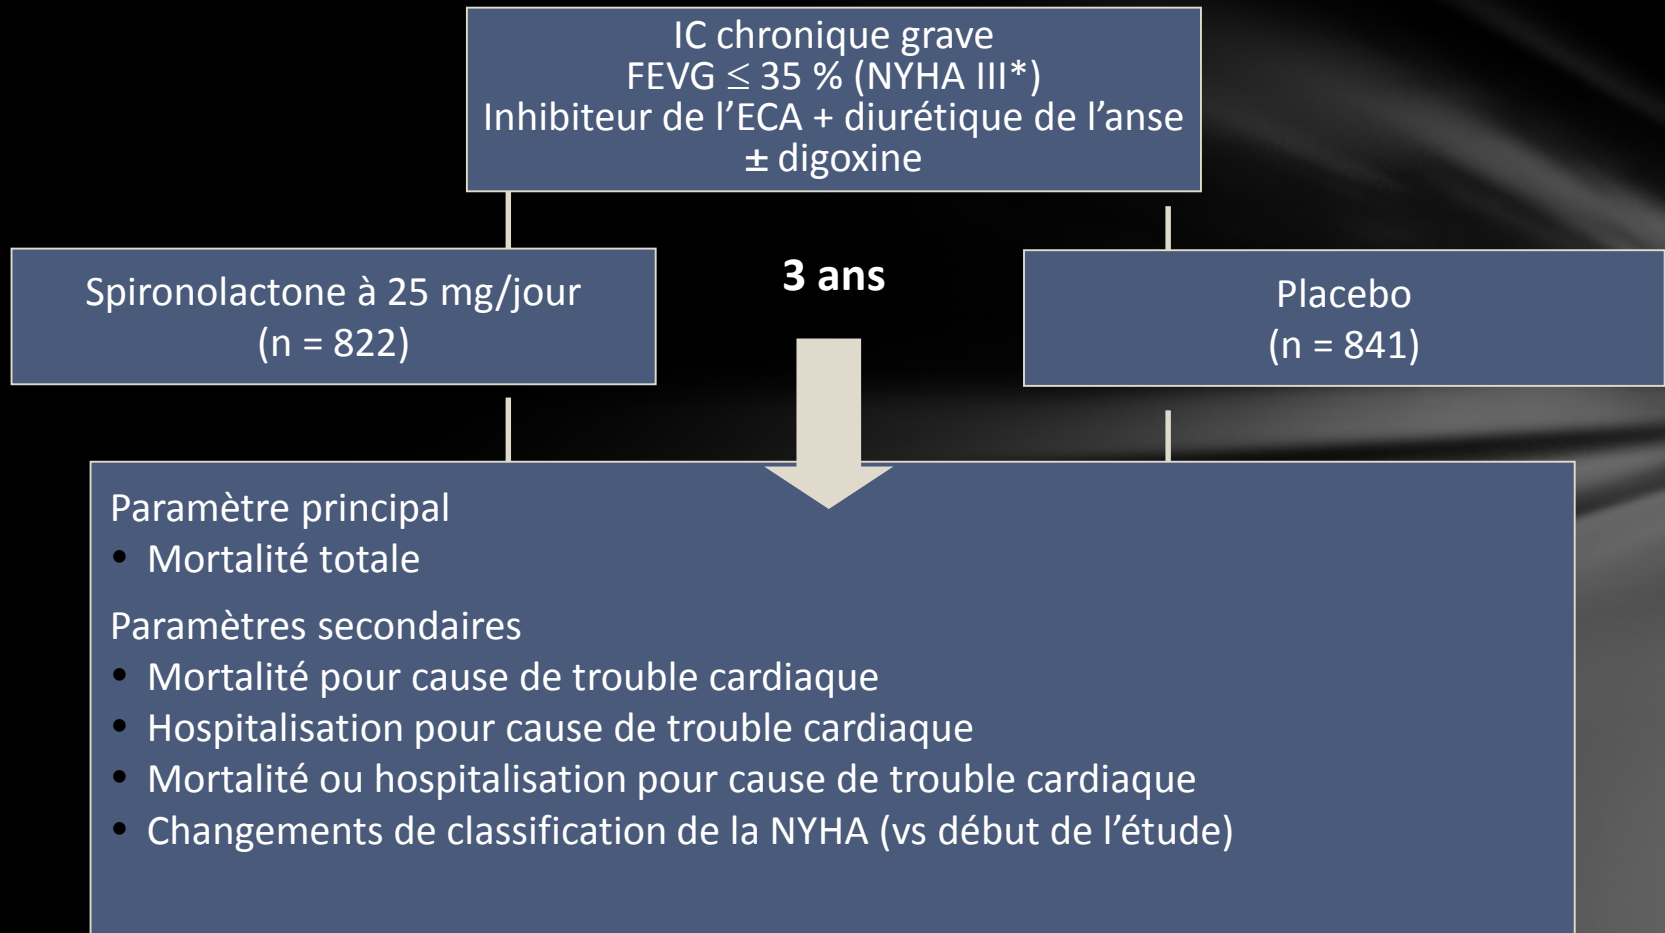 IC chronique grave
FEVG ≤ 35 % (NYHA III*)
Inhibiteur de l’ECA + diurétique de l’anse
± digoxine
Spironolactone à 25 mg/jour
(n = 822)
3 ans
Placebo
(n = 841)
Paramètre principal
• Mortalité totale
Paramètres secondaires
• Mortalité pour cause de trouble cardiaque
• Hospitalisation pour cause de trouble cardiaque
• Mortalité ou hospitalisation pour cause de trouble cardiaque
• Changements de classification de la NYHA (vs début de l’étude)